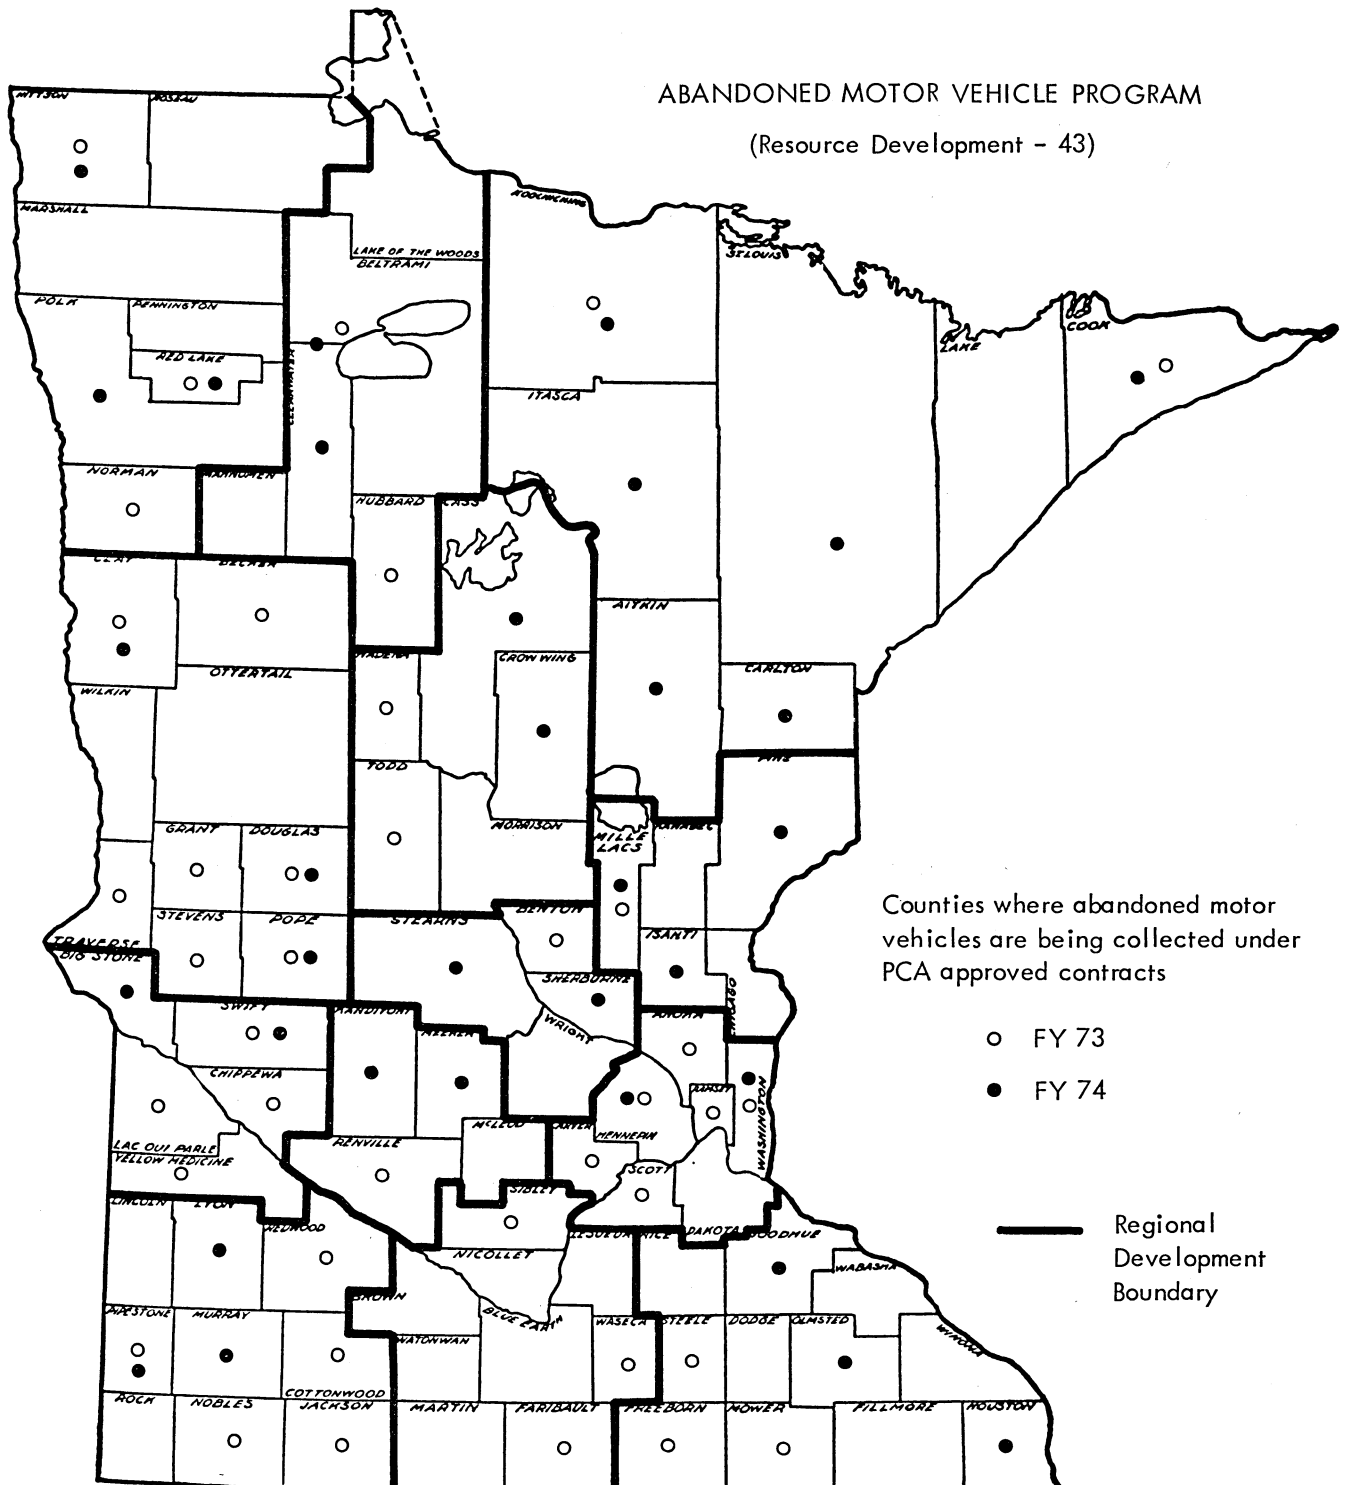 ABANDONED MOTOR VEHICLE PROGRAM
(Resource Development - 43)
KITTSON
ROSEAU
MARSHALL
KOOCHICHING
LAKE OF THE WOODS
BELTRAMI
ST.LOUIS
POLK
PENNINGTON
COOK
LAKE
RED LAKE
CLEARWATER
ITASCA
NORMAN
MAHNOMEN
HUBBARD
CASS
CLAY
BECKER
AITKIN
WADENA
CROW WING
OTTERTAIL
CARLTON
WILKIN
TODD
PINE
GRANT
DOUGLAS
MORRISON
MILLE
LACS
KANABEC
Counties where abandoned motor
vehicles are being collected under
PCA approved contracts
STEVENS
POPE
STEARNS
BENTON
ISANTI
TRAVERSE
BIG STONE
SHERBURNE
CHICAGO
SWIFT
KANDIYOHI
MEEKER
WRIGHT
ANOKA
FY 73
CHIPPEWA
RAMSEY
WASHINGTON
FY 74
LAC QUI PARLE
YELLOW MEDICINE
RENVILLE
McLEOD
CARVER
HENNEPIN
SCOTT
LINCOLN
LYON
REDWOOD
SIBLEY
NICOLLET
LESUEUR
RICE
DAKOTA
GOODHUE
WABASHA
Regional
Development
Boundary
PIPESTONE
MURRAY
BROWN
WATONWAN
BLUE EARTH
WASECA
STEELE
DODGE
OLMSTED
WINONA
COTTONWOOD
ROCK
NOBLES
JACKSON
MARTIN
FARIBAULT
FREEBORN
MOWER
FILLMORE
HOUSTON